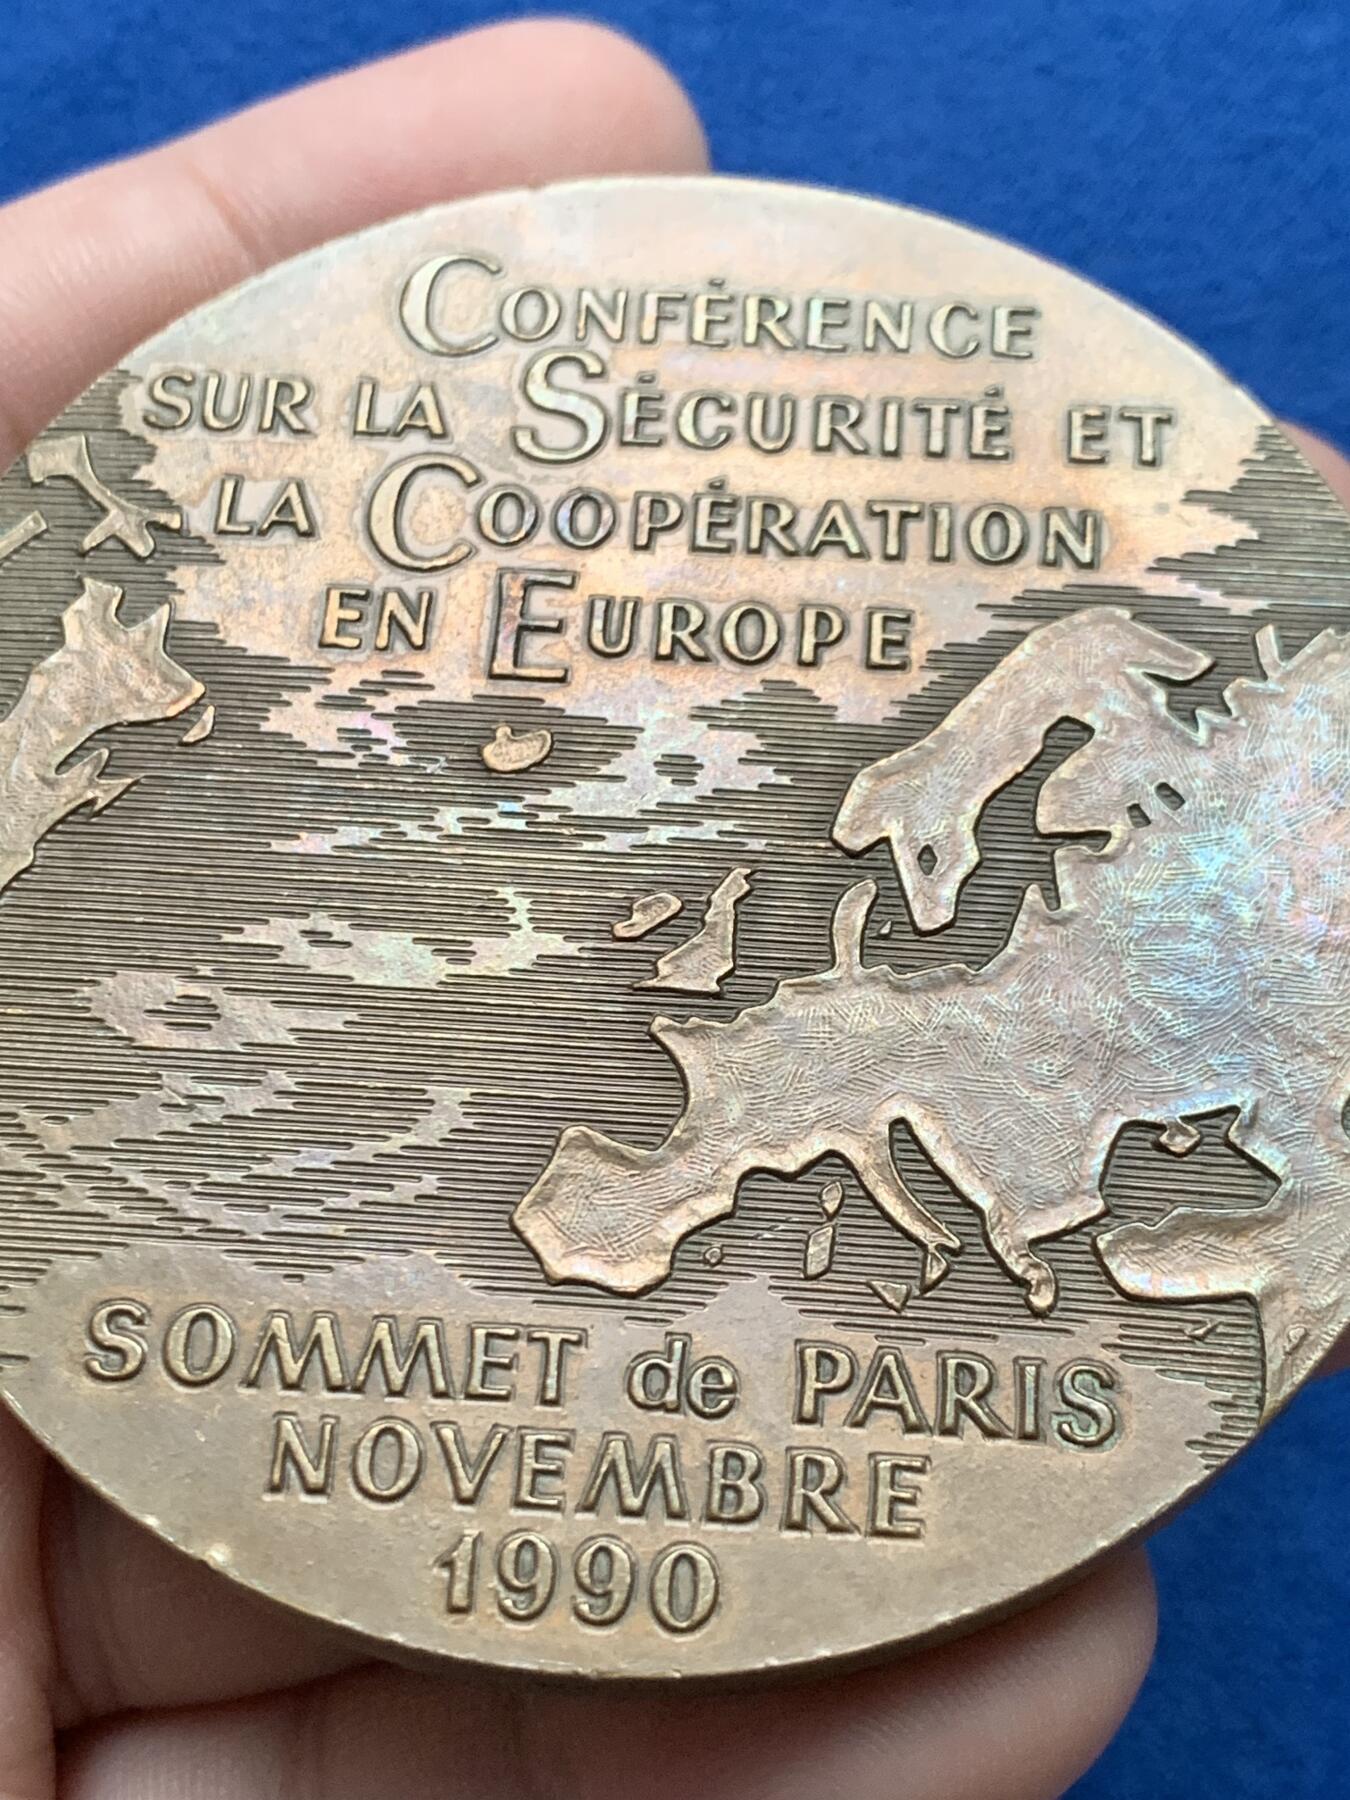 CONFÉRENCE
SUR LA SÉCURITÉ ET
LA COOPÉRATION
EN EUROPE
SOMMET de PARIS
NOVEMBRE
1990